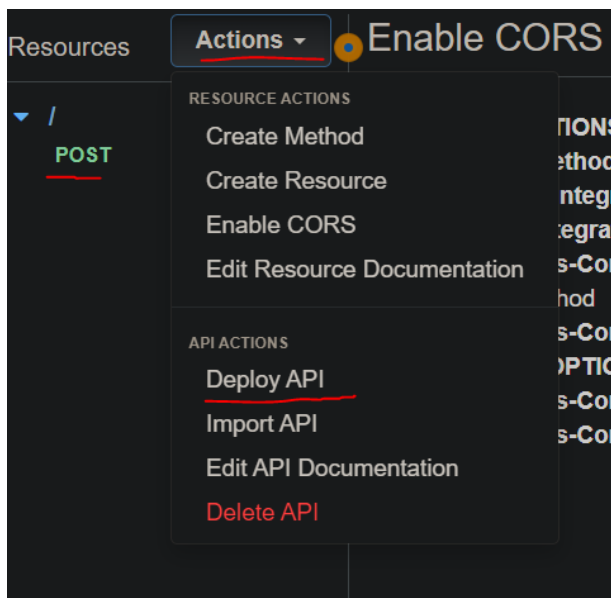 Resources
Actions
Enable CORS
RESOURCE ACTIONS
/
Create Method
POST
Create Resource
Enable CORS
Edit Resource Documentation
API ACTIONS
Deploy API
Import API
Edit API Documentation
Delete API